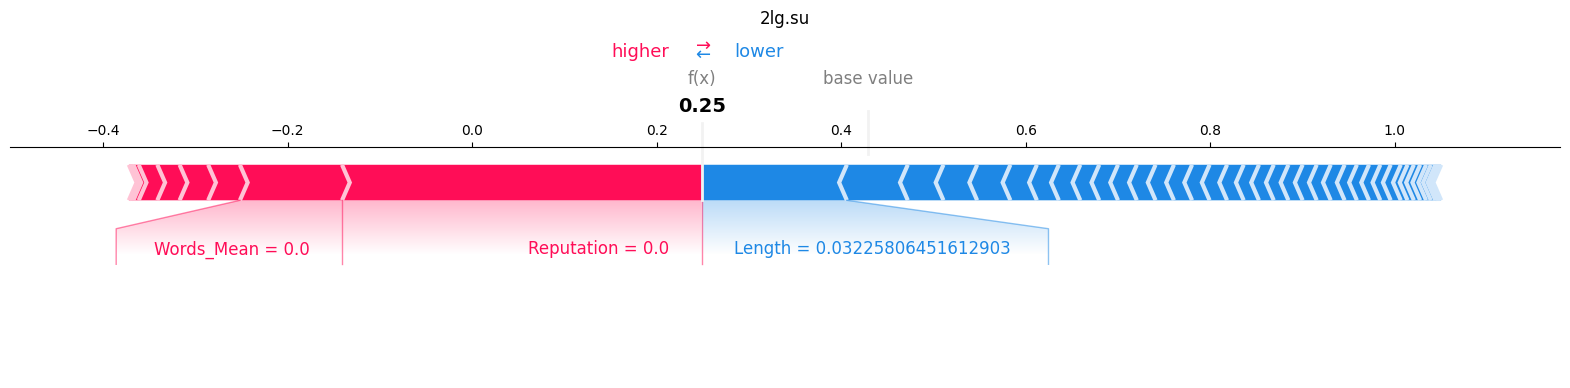 2lg.su
higher ⇄ lower
f(x) base value
0.25
−0.4 −0.2 0.0 0.2 0.4 0.6 0.8 1.0
Words_Mean = 0.0 Reputation = 0.0 Length = 0.03225806451612903